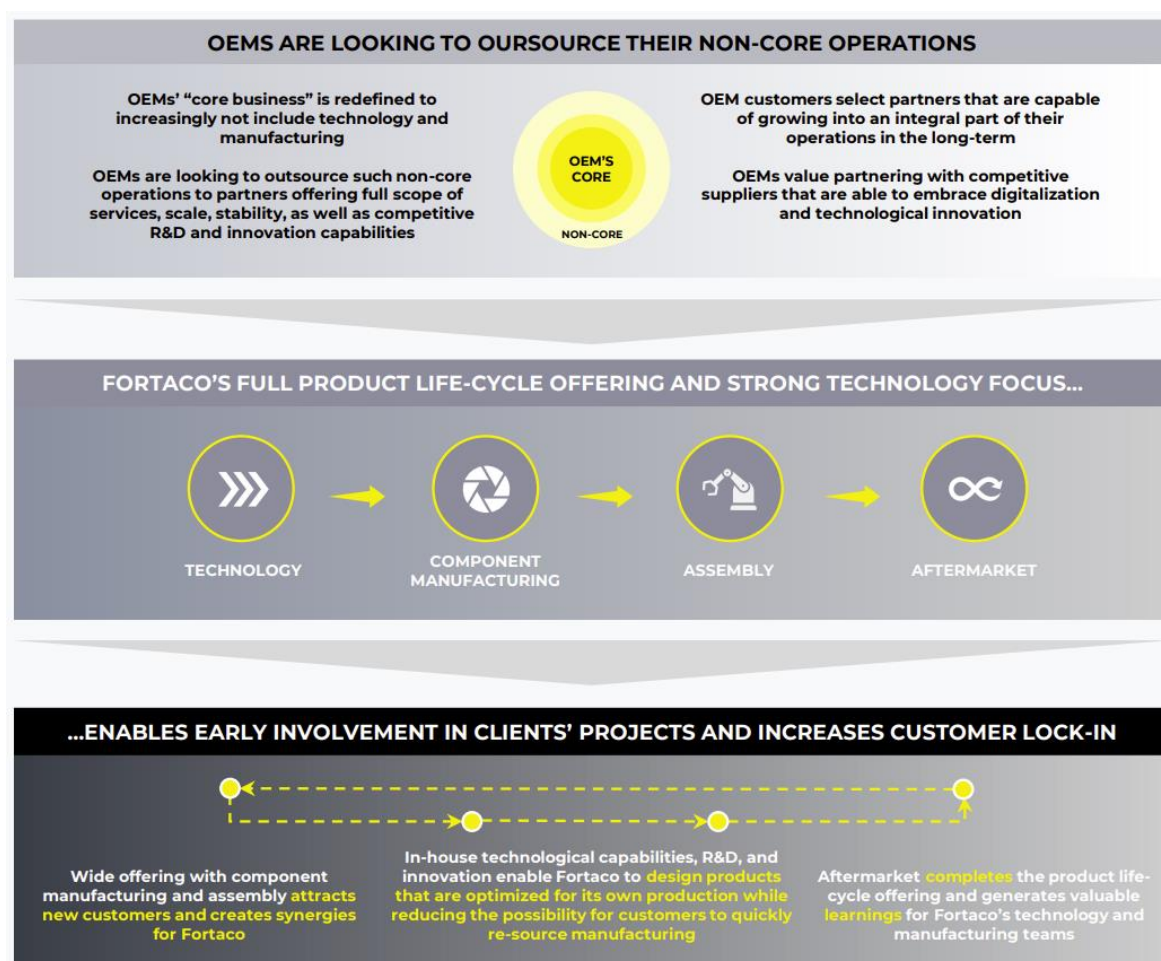 OEMS ARE LOOKING TO OURSOURCE THEIR NON-CORE OPERATIONS
OEMs’ “core business” is redefined to
increasingly not include technology and
manufacturing
OEMs are looking to outsource such non-core
operations to partners offering full scope of
services, scale, stability, as well as competitive
R&D and innovation capabilities
OEM’S
CORE
NON-CORE
OEM customers select partners that are capable
of growing into an integral part of their
operations in the long-term
OEMs value partnering with competitive
suppliers that are able to embrace digitalization
and technological innovation
FORTACO’S FULL PRODUCT LIFE-CYCLE OFFERING AND STRONG TECHNOLOGY FOCUS...
TECHNOLOGY
COMPONENT
MANUFACTURING
ASSEMBLY
AFTERMARKET
...ENABLES EARLY INVOLVEMENT IN CLIENTS’ PROJECTS AND INCREASES CUSTOMER LOCK-IN
Wide offering with component
manufacturing and assembly attracts
new customers and creates synergies
for Fortaco
In-house technological capabilities, R&D, and
innovation enable Fortaco to design products
that are optimized for its own production while
reducing the possibility for customers to quickly
re-source manufacturing
Aftermarket completes the product life-
cycle offering and generates valuable
learnings for Fortaco’s technology and
manufacturing teams